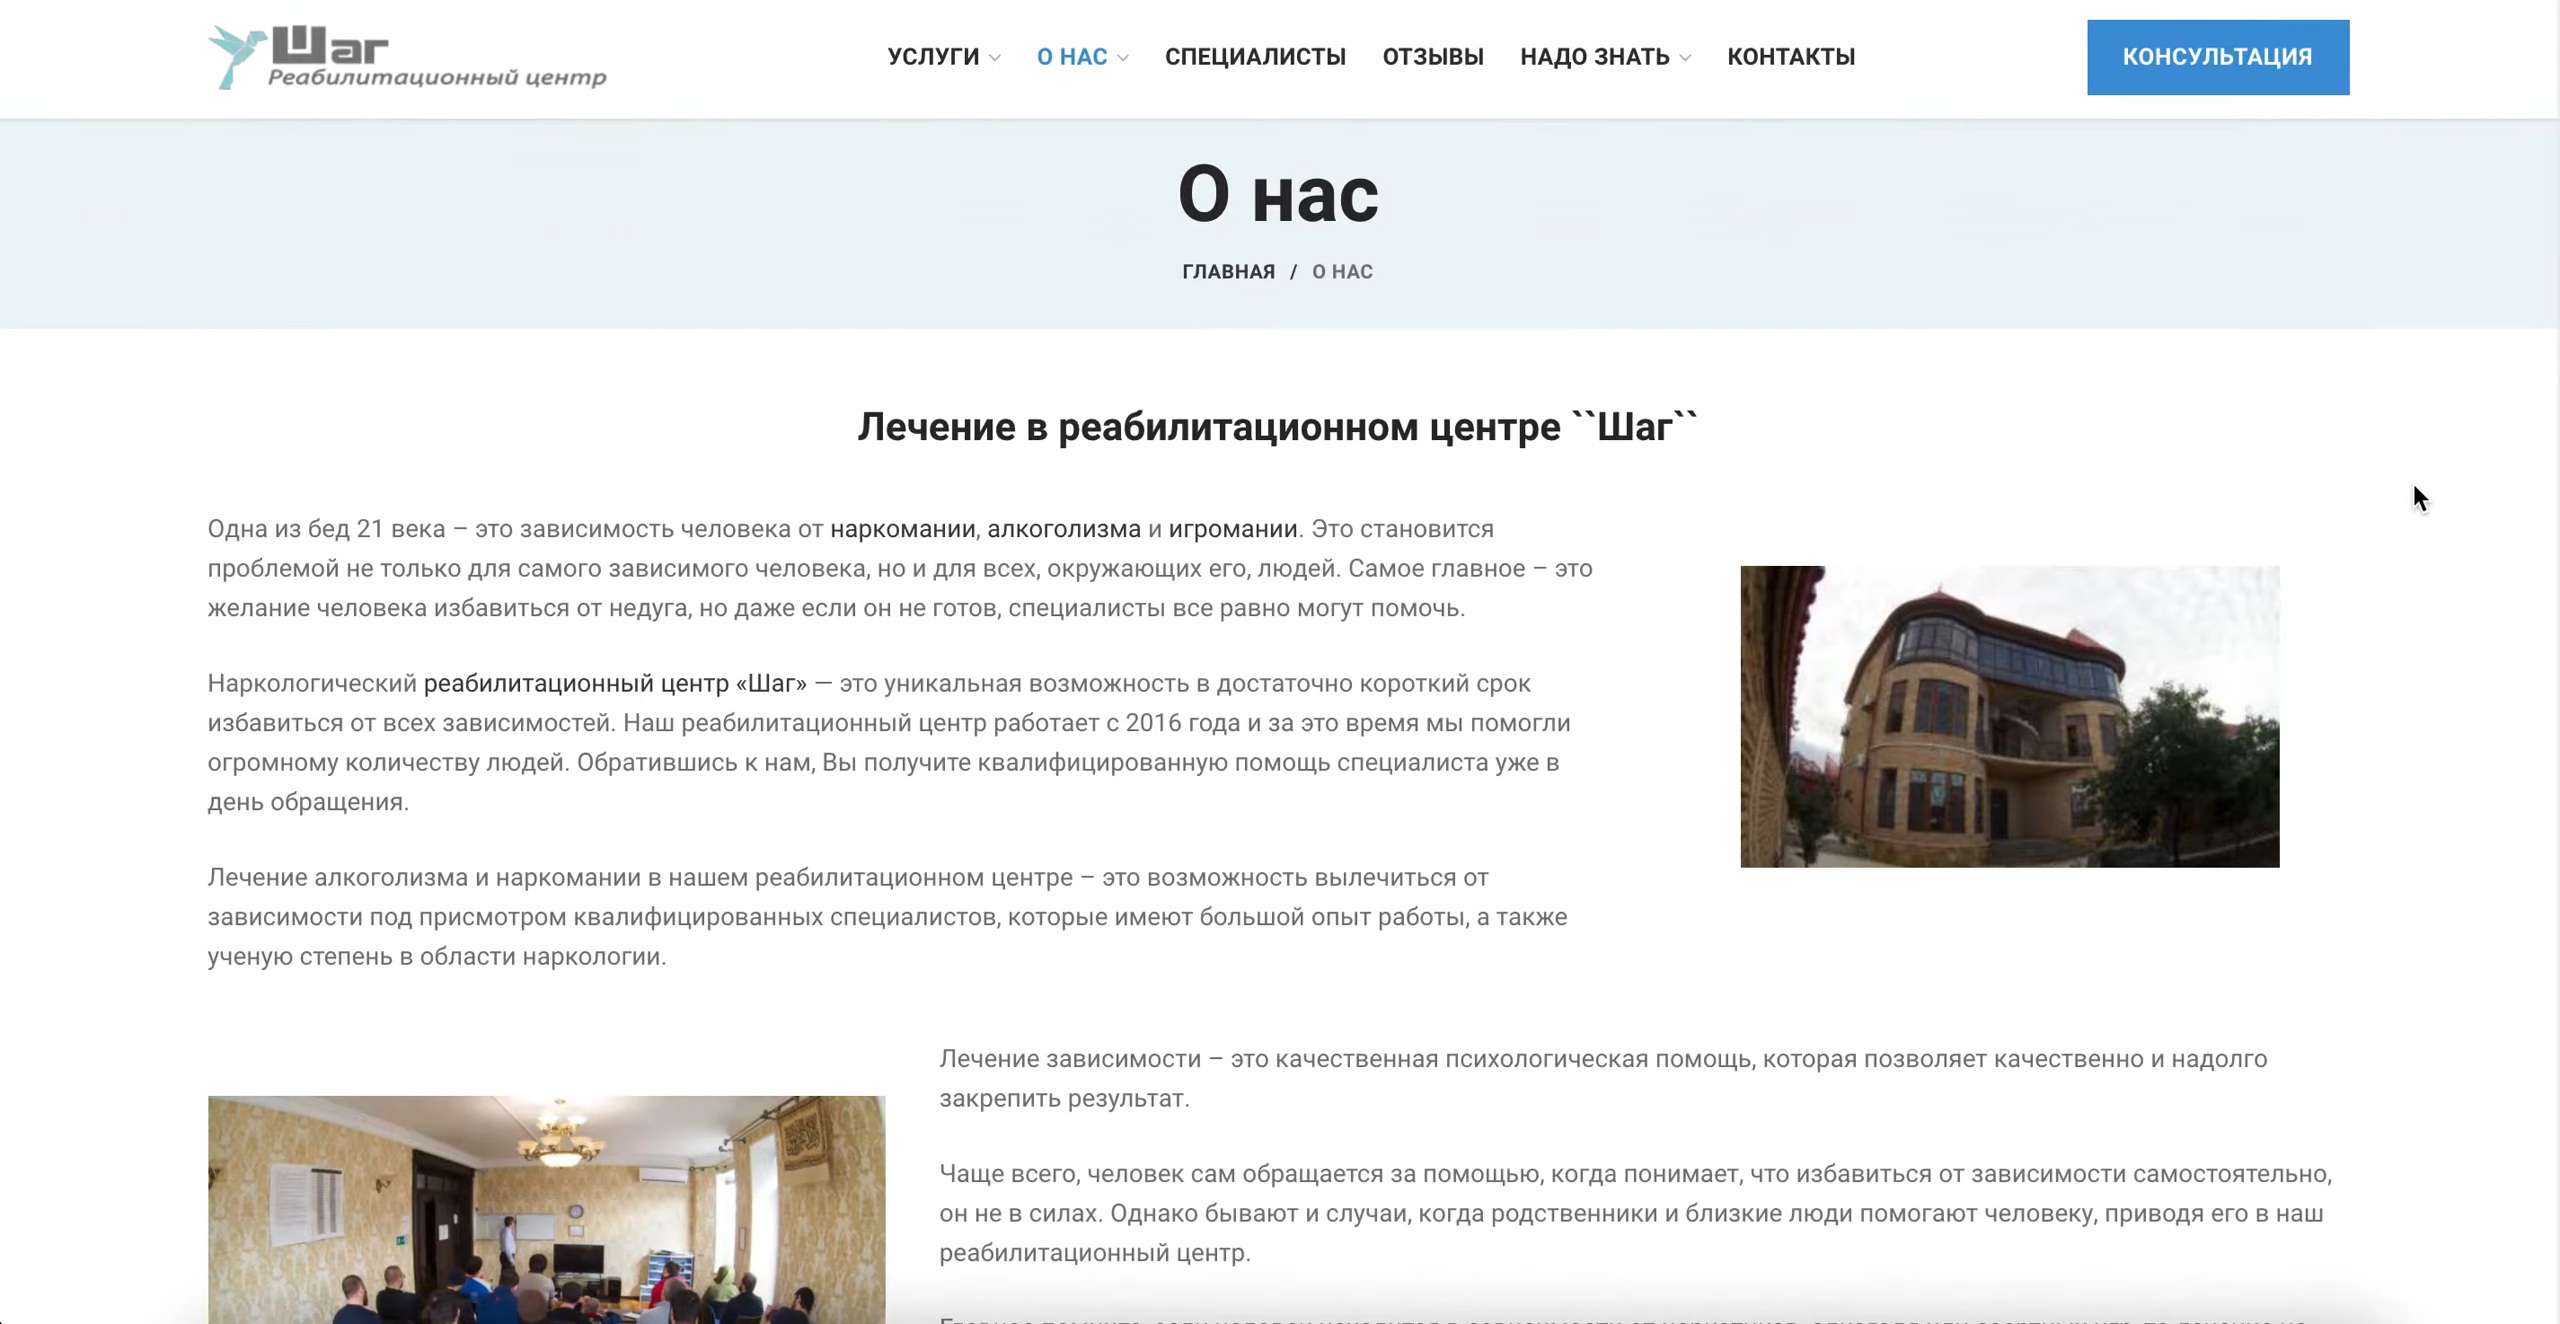 Шаг
Реабилитационный центр
УСЛУГИ
О НАС
СПЕЦИАЛИСТЫ
ОТЗЫВЫ
НАДО ЗНАТЬ
КОНТАКТЫ
КОНСУЛЬТАЦИЯ
О нас
ГЛАВНАЯ / О НАС
Лечение в реабилитационном центре ``Шаг``
Одна из бед 21 века – это зависимость человека от наркомании, алкоголизма и игромании. Это становится
проблемой не только для самого зависимого человека, но и для всех, окружающих его, людей. Самое главное – это
желание человека избавиться от недуга, но даже если он не готов, специалисты все равно могут помочь.
Наркологический реабилитационный центр «Шаг» — это уникальная возможность в достаточно короткий срок
избавиться от всех зависимостей. Наш реабилитационный центр работает с 2016 года и за это время мы помогли
огромному количеству людей. Обратившись к нам, Вы получите квалифицированную помощь специалиста уже в
день обращения.
Лечение алкоголизма и наркомании в нашем реабилитационном центре – это возможность вылечиться от
зависимости под присмотром квалифицированных специалистов, которые имеют большой опыт работы, а также
ученую степень в области наркологии.
Лечение зависимости – это качественная психологическая помощь, которая позволяет качественно и надолго
закрепить результат.
Чаще всего, человек сам обращается за помощью, когда понимает, что избавиться от зависимости самостоятельно,
он не в силах. Однако бывают и случаи, когда родственники и близкие люди помогают человеку, приводя его в наш
реабилитационный центр.